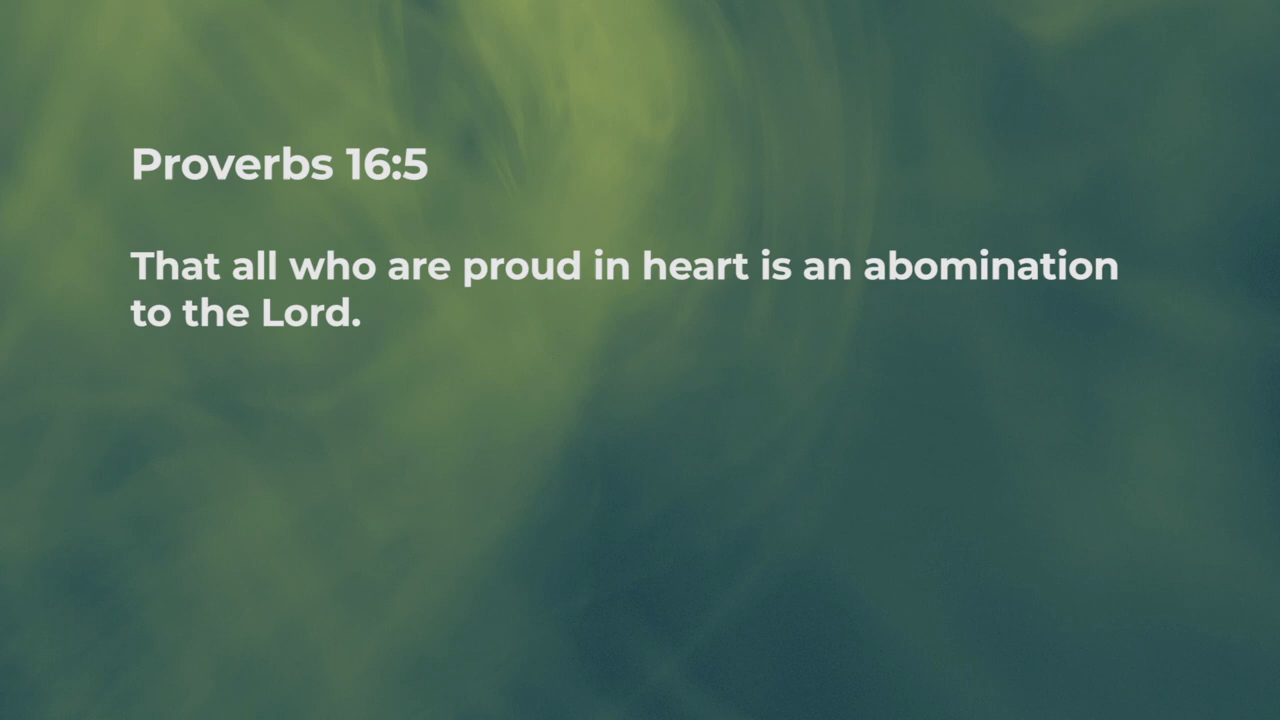 Proverbs 16:5
That all who are proud in heart is an abomination
to the Lord.